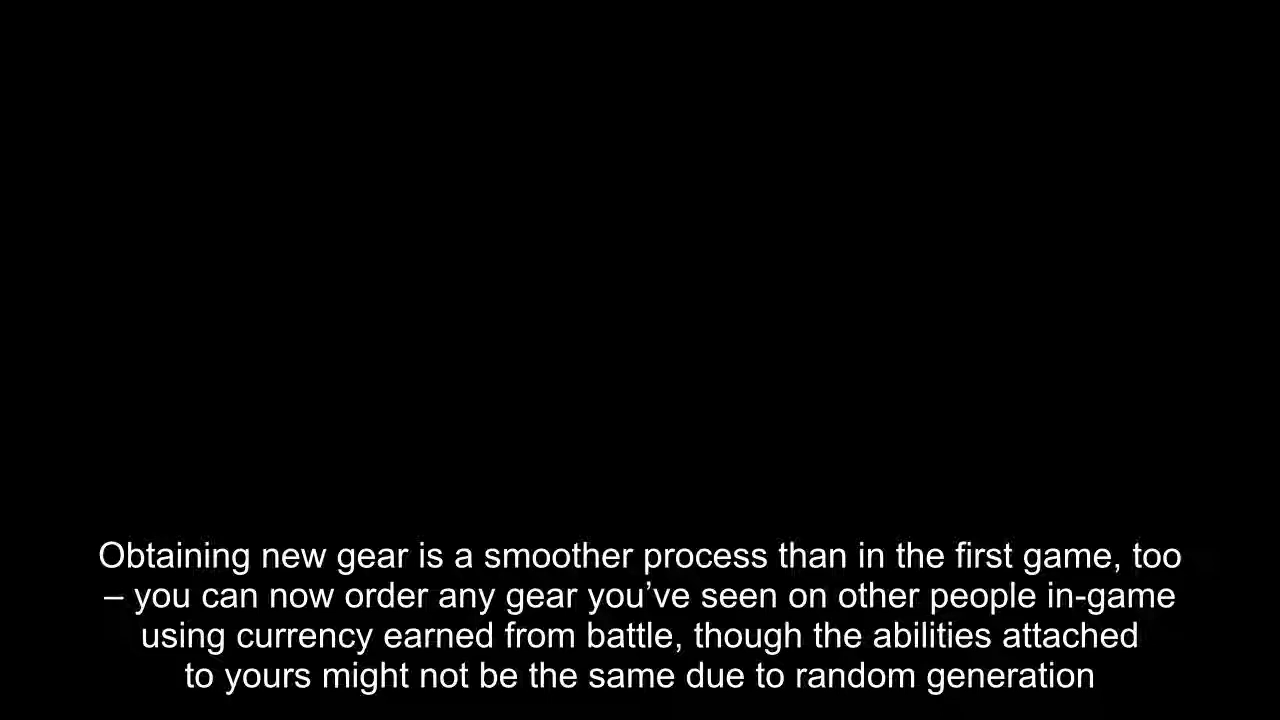 Obtaining new gear is a smoother process than in the first game, too
– you can now order any gear you’ve seen on other people in-game
using currency earned from battle, though the abilities attached
to yours might not be the same due to random generation